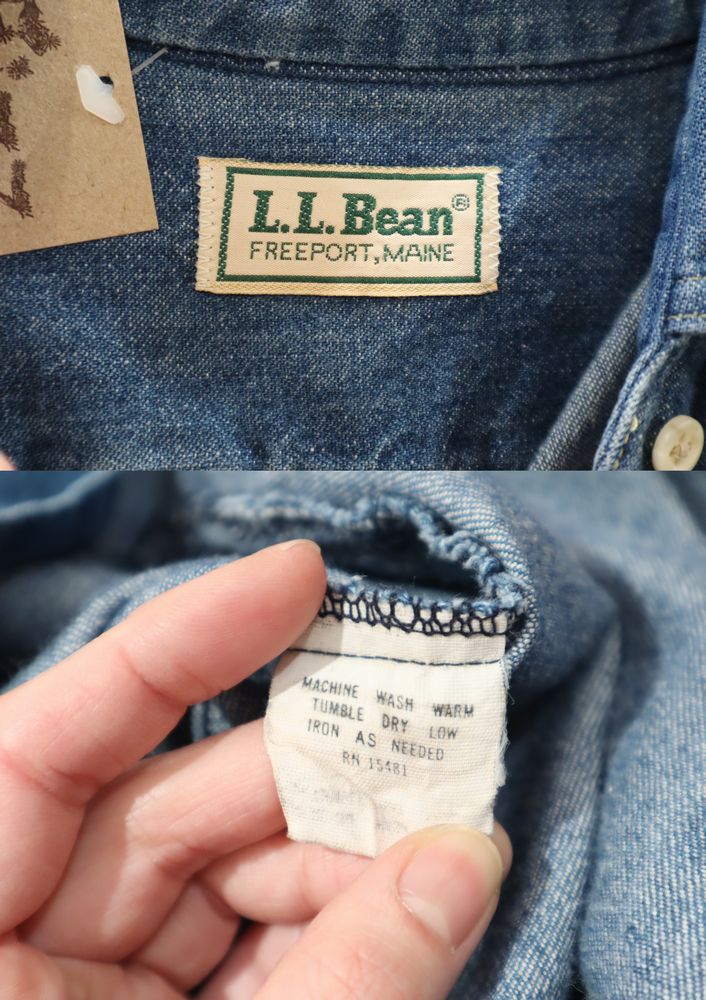 L.L.Bean®
FREEPORT, MAINE
MACHINE WASH WARM
TUMBLE DRY LOW
IRON AS NEEDED
RN 15481